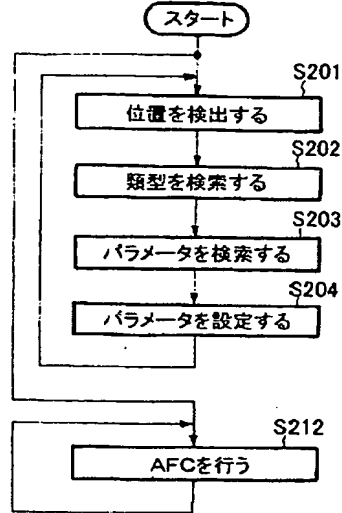 スタート
S201
位置を検出する
S202
類型を検索する
S203
パラメータを検索する
S204
パラメータを設定する
S212
AFCを行う